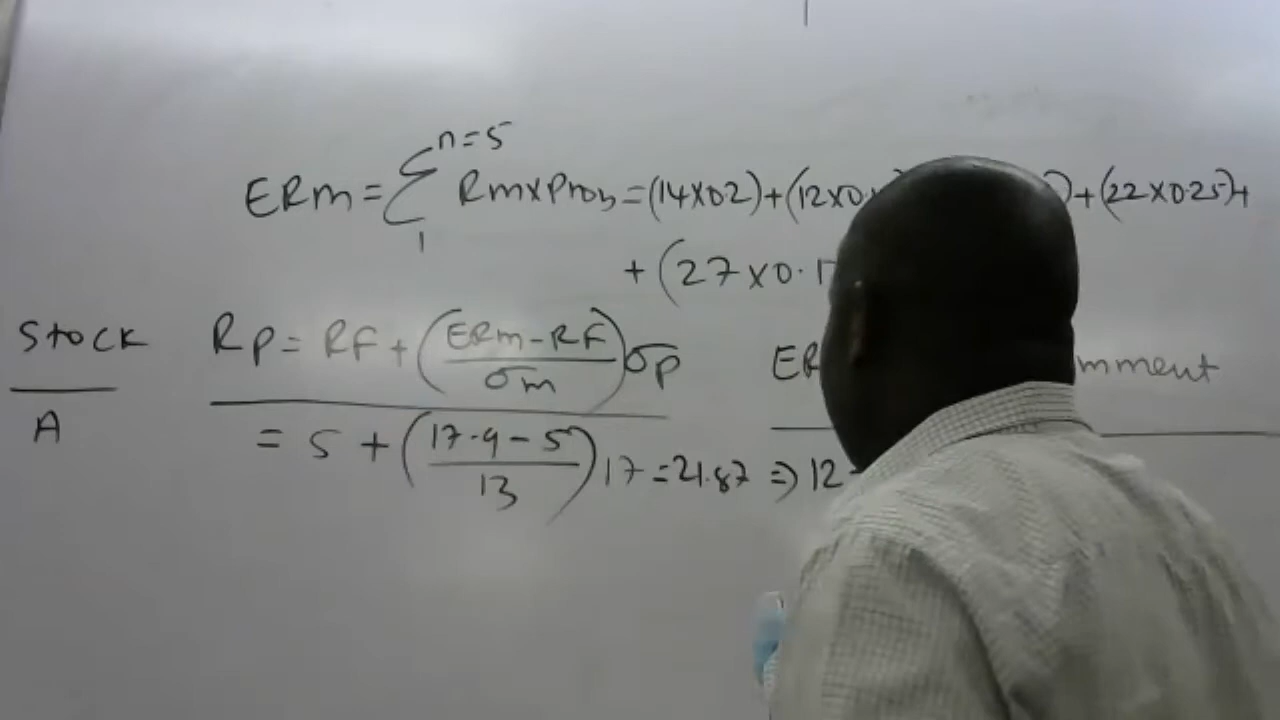 n=5
ERm = Σ Rm x Prob = (14 x 0.2) + (12 x 0. ) + (22 x 0.25) +
1
+ (27 x 0.1
Stock Rp = RF + (ERm - RF / σm) σp ER mment
A = 5 + (17.9 - 5 / 13) 17 = 21.87 ⇒ 12